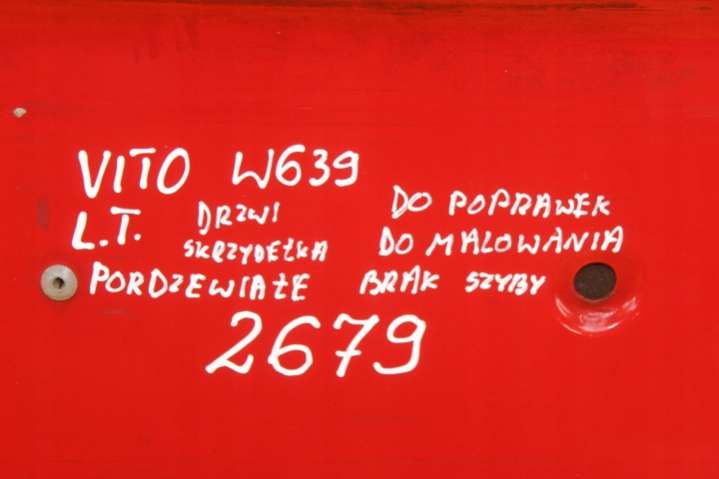 VITO W639
L.T. DRZWI DO POPRAWEK
SKRZYDEŁKA DO MALOWANIA
PORDZEWIAŁE BRAK SZYBY
2679